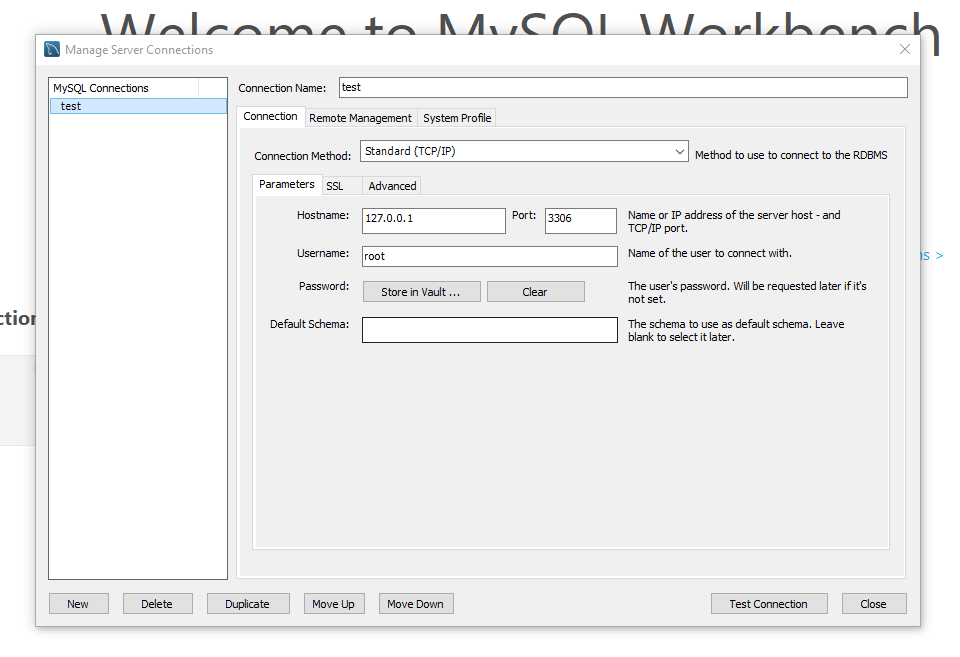 Welcome to MySQL Workbench
Manage Server Connections
MySQL Connections
test
Connection Name:
test
Connection
Remote Management
System Profile
Connection Method:
Standard (TCP/IP)
Method to use to connect to the RDBMS
Parameters
SSL
Advanced
Hostname:
127.0.0.1
Port:
3306
Name or IP address of the server host - and
TCP/IP port.
Username:
root
Name of the user to connect with.
Password:
Store in Vault ...
Clear
The user's password. Will be requested later if it's
not set.
Default Schema:
The schema to use as default schema. Leave
blank to select it later.
New
Delete
Duplicate
Move Up
Move Down
Test Connection
Close